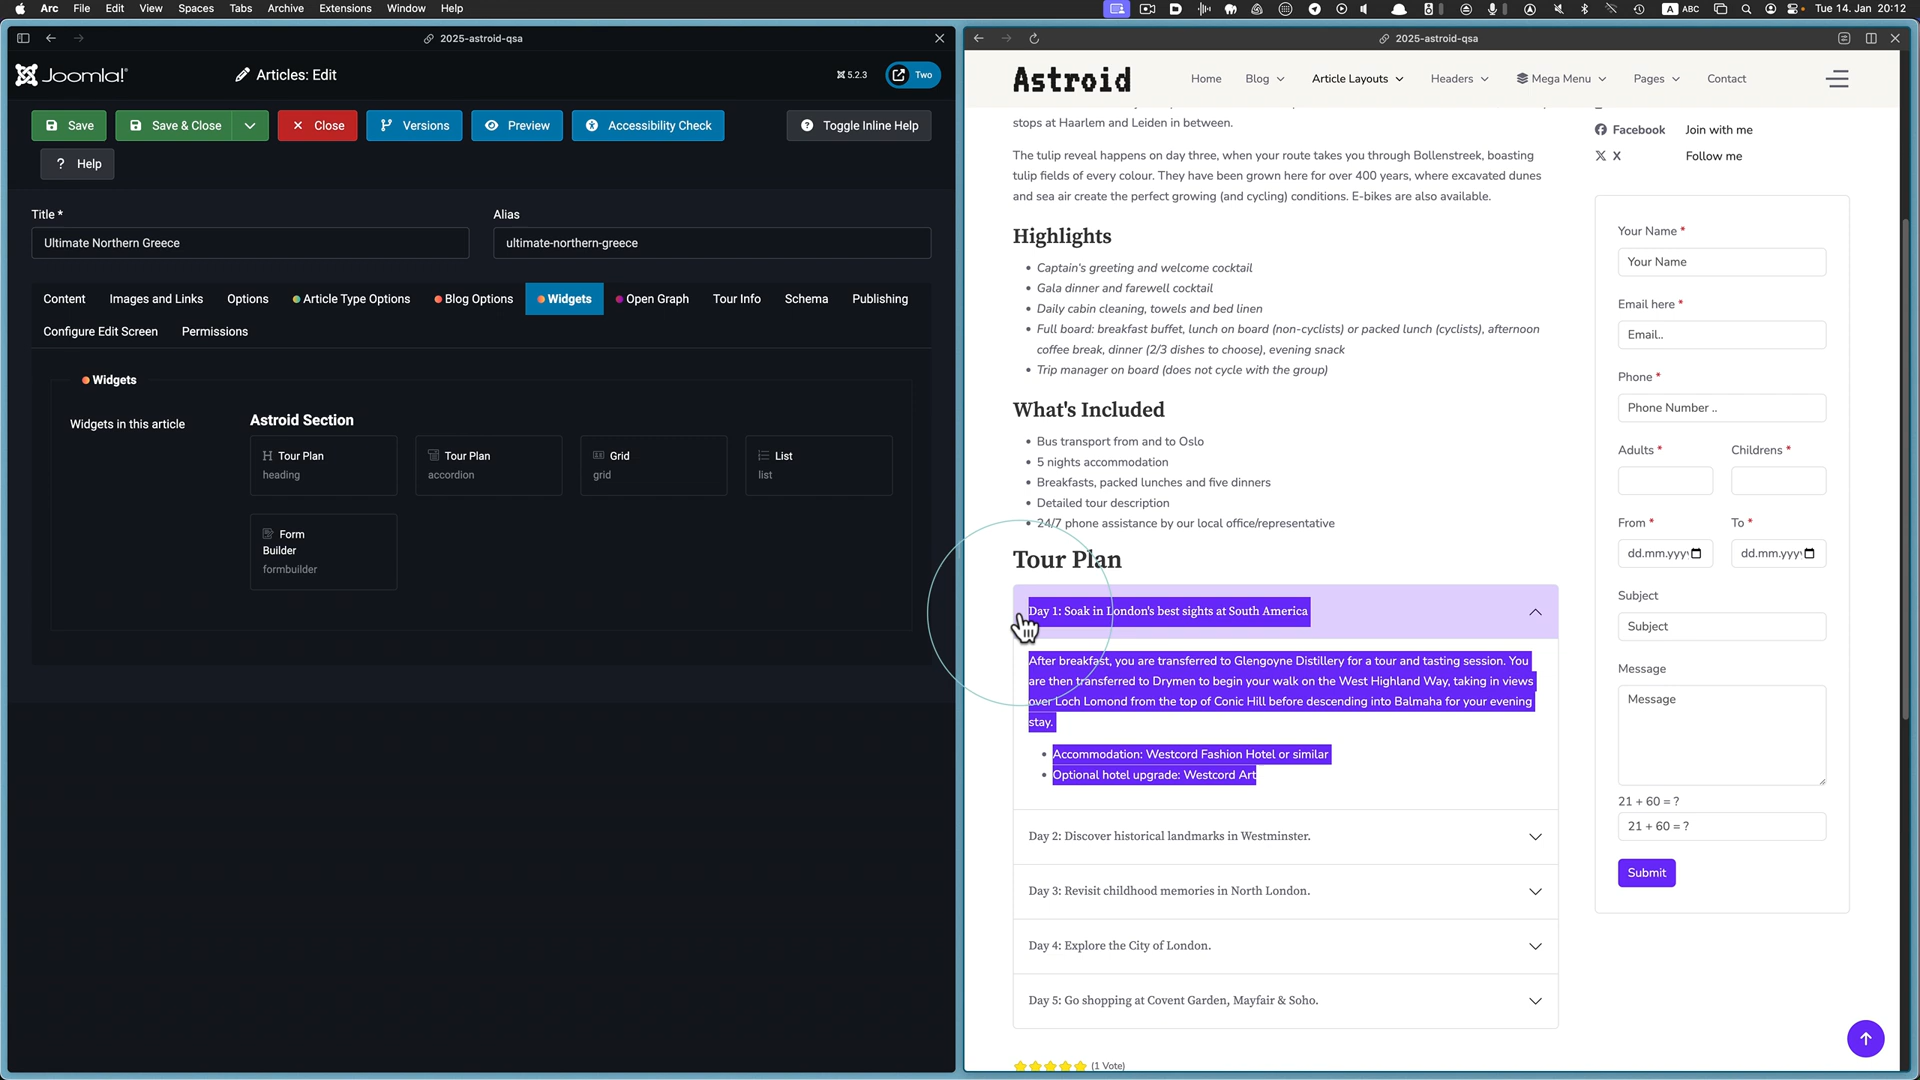 Arc File Edit View Spaces Tabs Archive Extensions Window Help
A ABC
Tue 14. Jan 20:12
2025-astroid-qsa
Joomla!
Articles: Edit
5.2.3
Two
Save
Save & Close
Close
Versions
Preview
Accessibility Check
Toggle Inline Help
? Help
Title *
Alias
Ultimate Northern Greece
ultimate-northern-greece
Content
Images and Links
Options
Article Type Options
Blog Options
Widgets
Open Graph
Tour Info
Schema
Publishing
Configure Edit Screen
Permissions
Widgets
Widgets in this article
Astroid Section
Tour Plan
heading
Tour Plan
accordion
Grid
grid
List
list
Form
Builder
formbuilder
2025-astroid-qsa
Astroid
Home
Blog
Article Layouts
Headers
Mega Menu
Pages
Contact
stops at Haarlem and Leiden in between.
The tulip reveal happens on day three, when your route takes you through Bollenstreek, boasting
tulip fields of every colour. They have been grown here for over 400 years, where excavated dunes
and sea air create the perfect growing (and cycling) conditions. E-bikes are also available.
Highlights
Captain's greeting and welcome cocktail
Gala dinner and farewell cocktail
Daily cabin cleaning, towels and bed linen
Full board: breakfast buffet, lunch on board (non-cyclists) or packed lunch (cyclists), afternoon
coffee break, dinner (2/3 dishes to choose), evening snack
Trip manager on board (does not cycle with the group)
What's Included
Bus transport from and to Oslo
5 nights accommodation
Breakfasts, packed lunches and five dinners
Detailed tour description
24/7 phone assistance by our local office/representative
Tour Plan
Day 1: Soak in London's best sights at South America
After breakfast, you are transferred to Glengoyne Distillery for a tour and tasting session. You
are then transferred to Drymen to begin your walk on the West Highland Way, taking in views
over Loch Lomond from the top of Conic Hill before descending into Balmaha for your evening
stay.
Accommodation: Westcord Fashion Hotel or similar
Optional hotel upgrade: Westcord Art
Day 2: Discover historical landmarks in Westminster.
Day 3: Revisit childhood memories in North London.
Day 4: Explore the City of London.
Day 5: Go shopping at Covent Garden, Mayfair & Soho.
(1 Vote)
Facebook
Join with me
X
Follow me
Your Name *
Your Name
Email here *
Email..
Phone *
Phone Number ..
Adults *
Childrens *
From *
To *
dd.mm.yyyy
dd.mm.yyyy
Subject
Subject
Message
Message
21 + 60 = ?
21 + 60 = ?
Submit